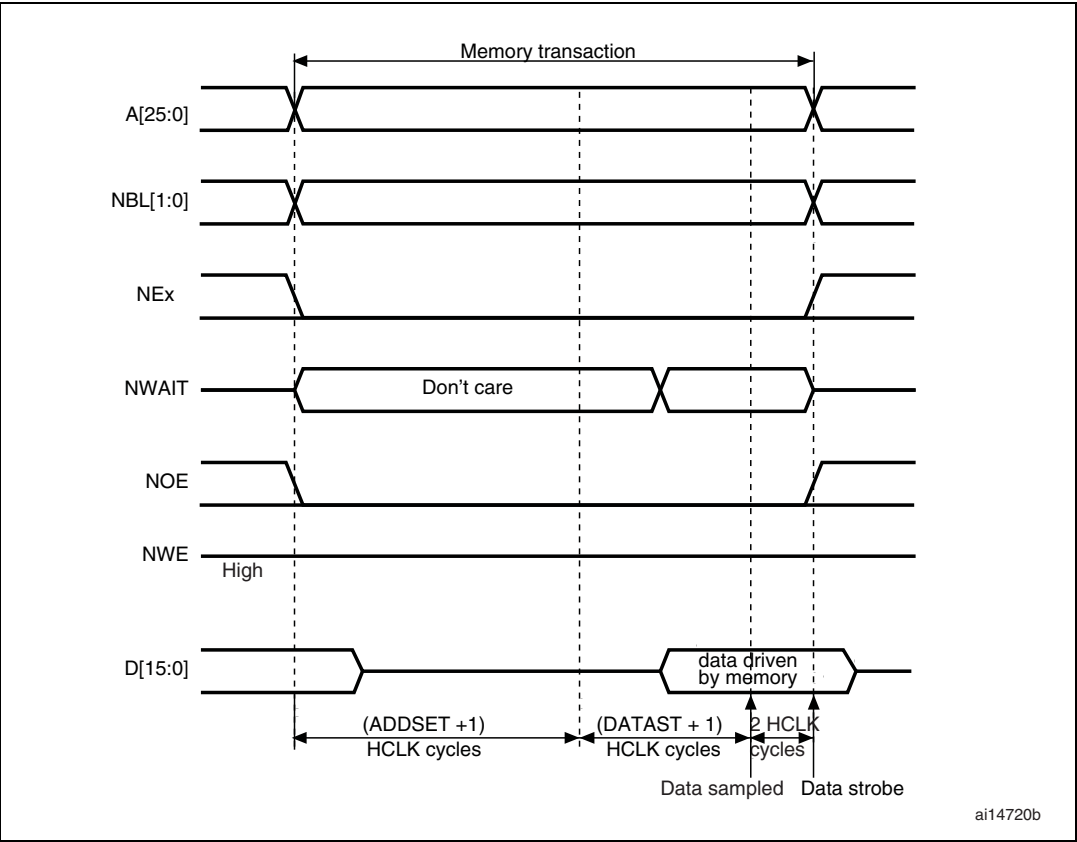 Memory transaction
A[25:0]
NBL[1:0]
NEx
NWAIT
Don't care
NOE
NWE
High
D[15:0]
data driven
by memory
(ADDSET +1)
HCLK cycles
(DATAST + 1)
HCLK cycles
2 HCLK
cycles
Data sampled
Data strobe
ai14720b